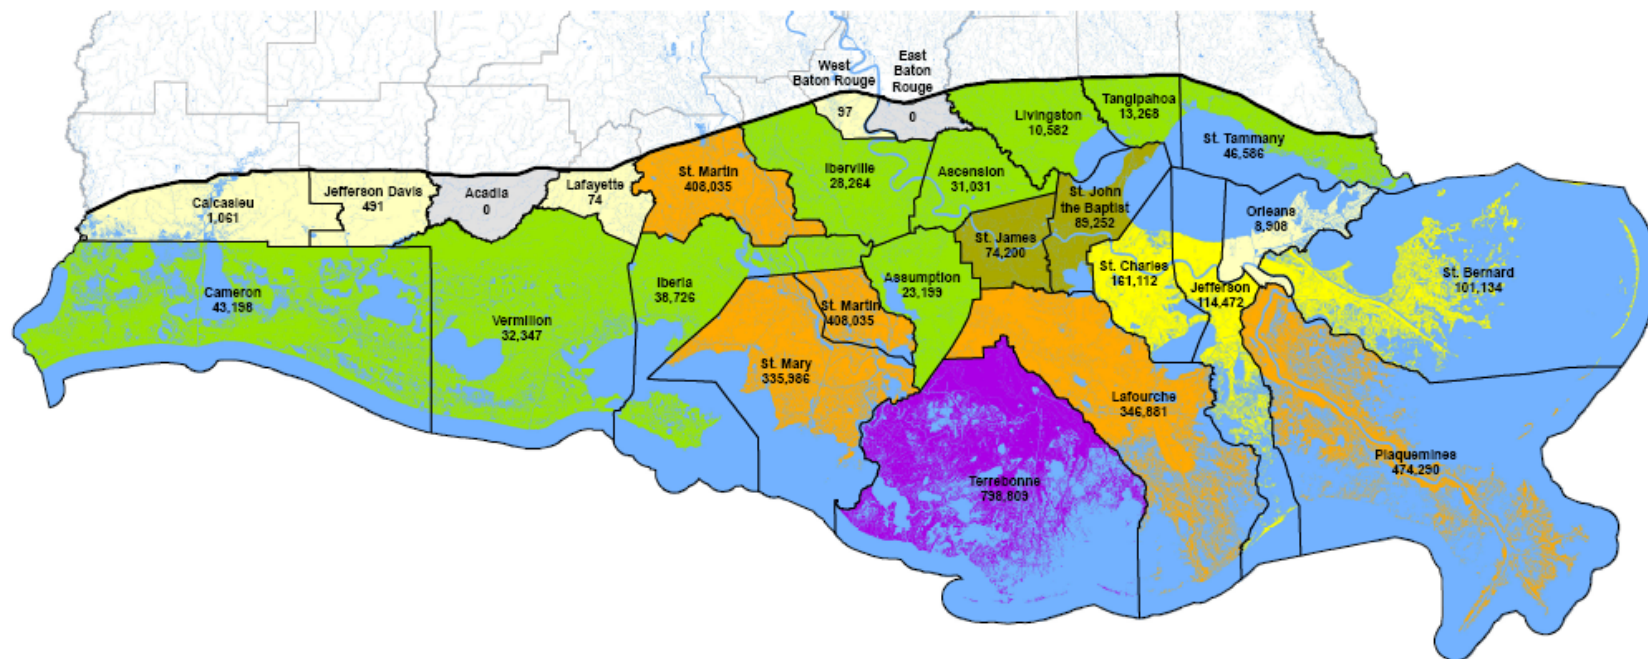 West
Baton Rouge
97
East
Baton
Rouge
0
Livingston
10,582
Tangipahoa
13,268
St. Tammany
46,586
St. Martin
408,035
Iberville
28,264
Ascension
31,031
St. John
the Baptist
89,252
Calcasieu
1,061
Jefferson Davis
491
Acadia
0
Lafayette
74
Orleans
8,908
St. James
74,200
St. Charles
161,112
Jefferson
114,472
St. Bernard
101,134
Cameron
43,198
Vermilion
32,347
Iberia
38,726
Assumption
23,199
St. Martin
408,035
St. Mary
335,986
Lafourche
346,881
Terrebonne
798,809
Plaquemines
474,290